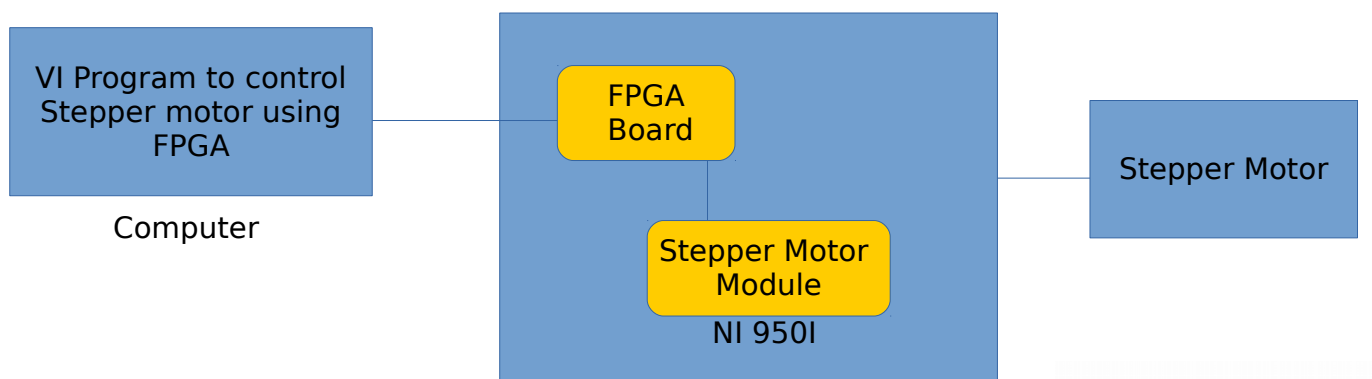 VI Program to control
Stepper motor using
FPGA
Computer
FPGA
Board
Stepper Motor
Module
NI 950I
Stepper Motor